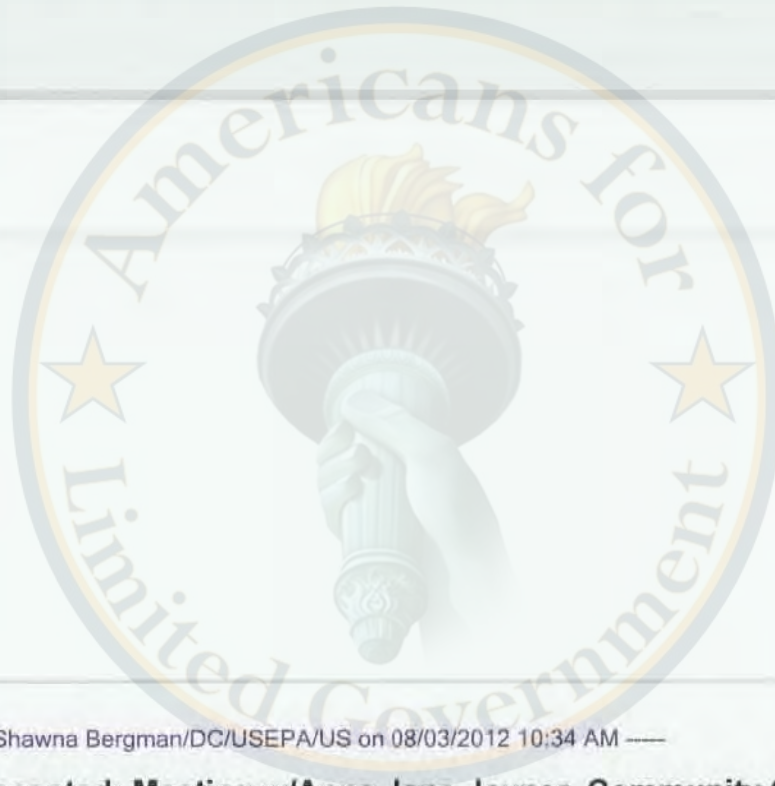 Americans for
Limited Government
Shawna Bergman/DC/USEPA/US on 08/03/2012 10:34 AM -----